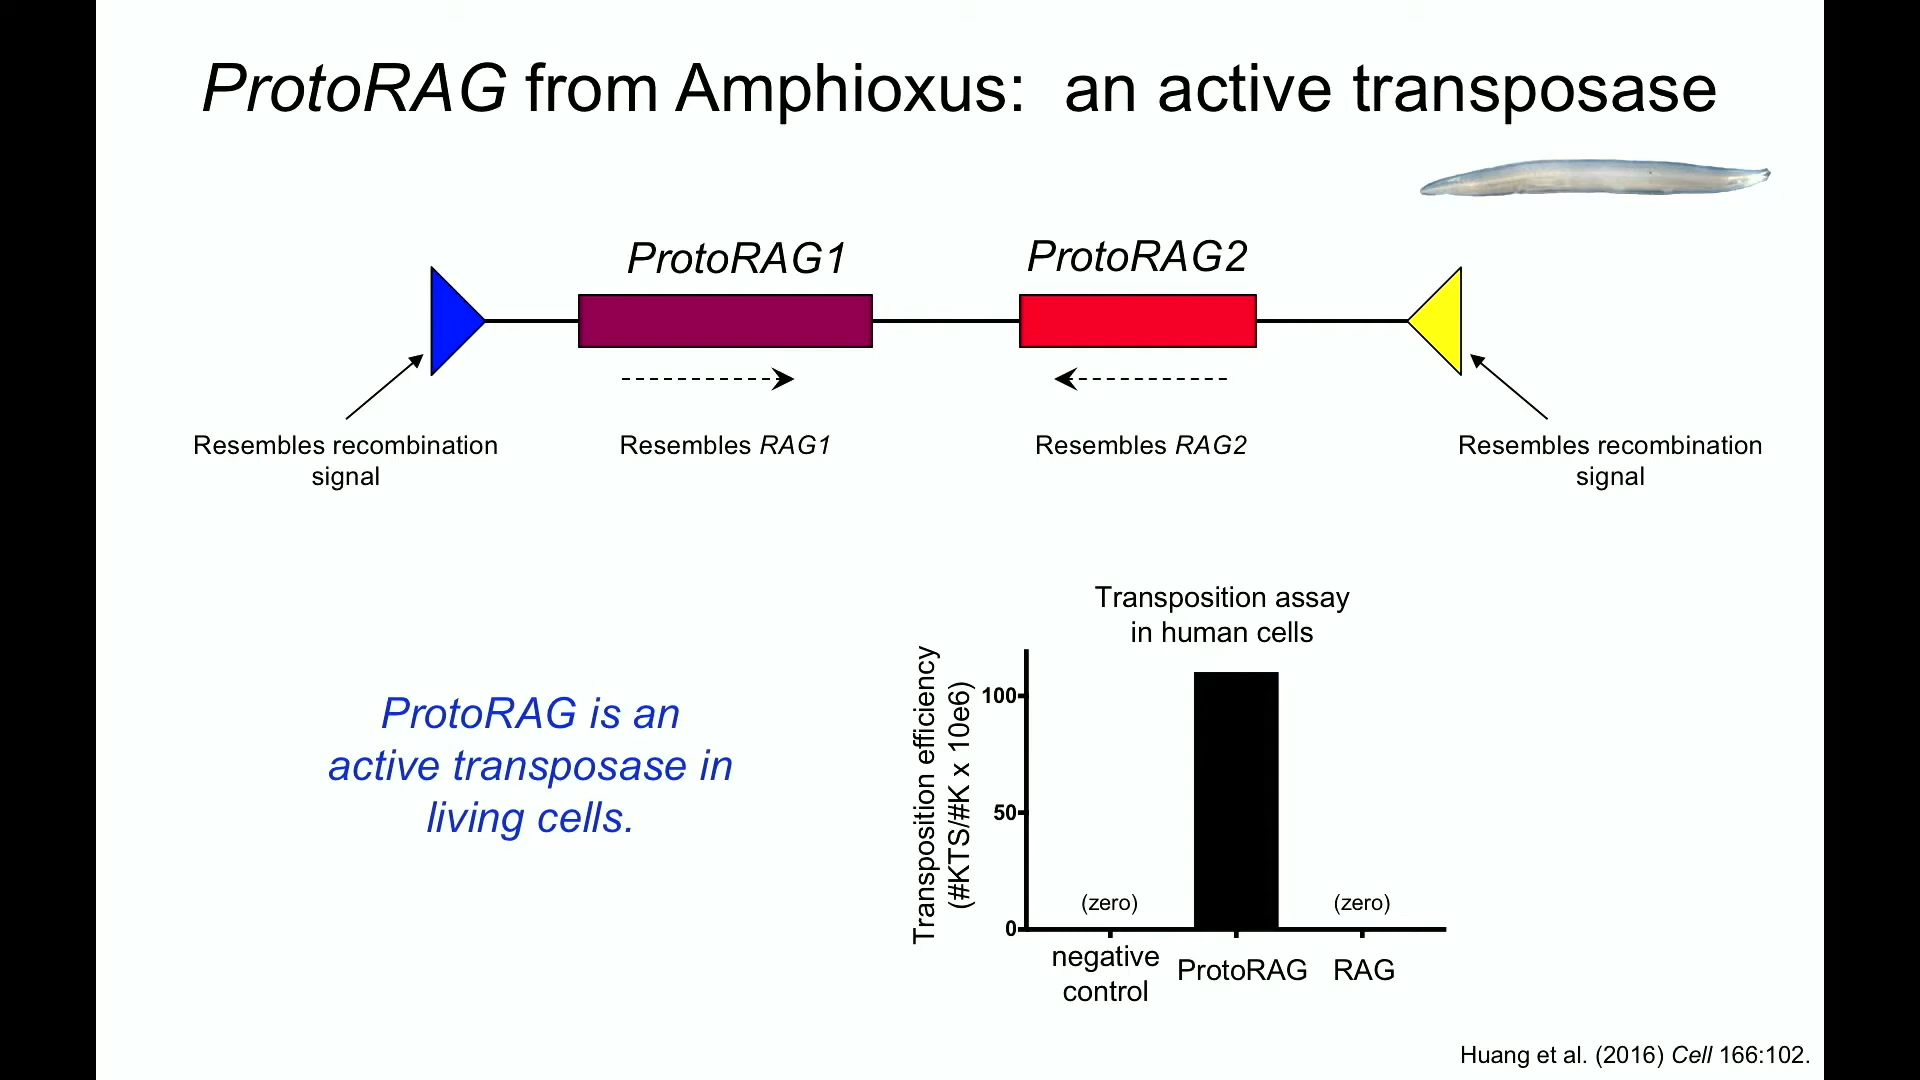 ProtoRAG from Amphioxus: an active transposase
ProtoRAG1
ProtoRAG2
Resembles recombination
signal
Resembles RAG1
Resembles RAG2
Resembles recombination
signal
ProtoRAG is an
active transposase in
living cells.
Transposition assay
in human cells
Transposition efficiency
(#KTS/#K x 10e6)
100
50
0
(zero)
(zero)
negative
control
ProtoRAG
RAG
Huang et al. (2016) Cell 166:102.